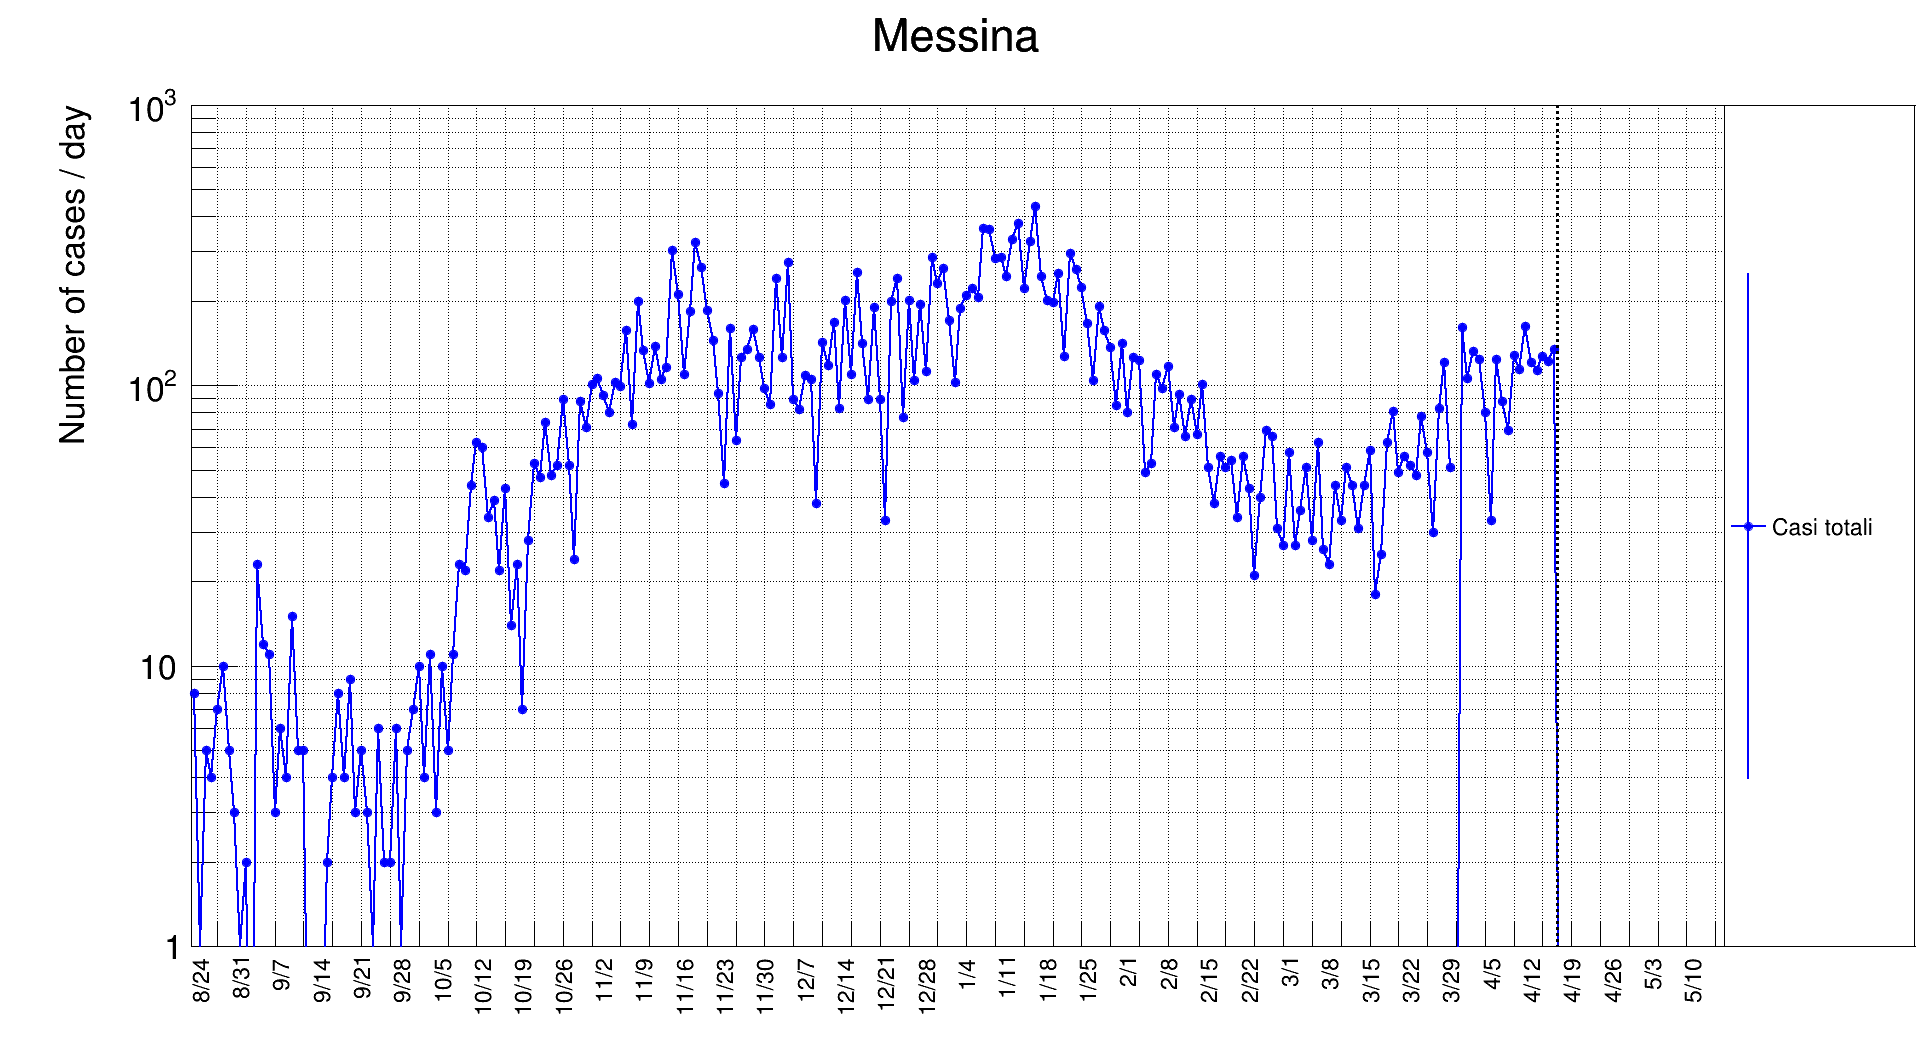 Messina
Number of cases / day
10³
10²
10
1
8/24 8/31 9/7 9/14 9/21 9/28 10/5 10/12 10/19 10/26 11/2 11/9 11/16 11/23 11/30 12/7 12/14 12/21 12/28 1/4 1/11 1/18 1/25 2/1 2/8 2/15 2/22 3/1 3/8 3/15 3/22 3/29 4/5 4/12 4/19 4/26 5/3 5/10
Casi totali